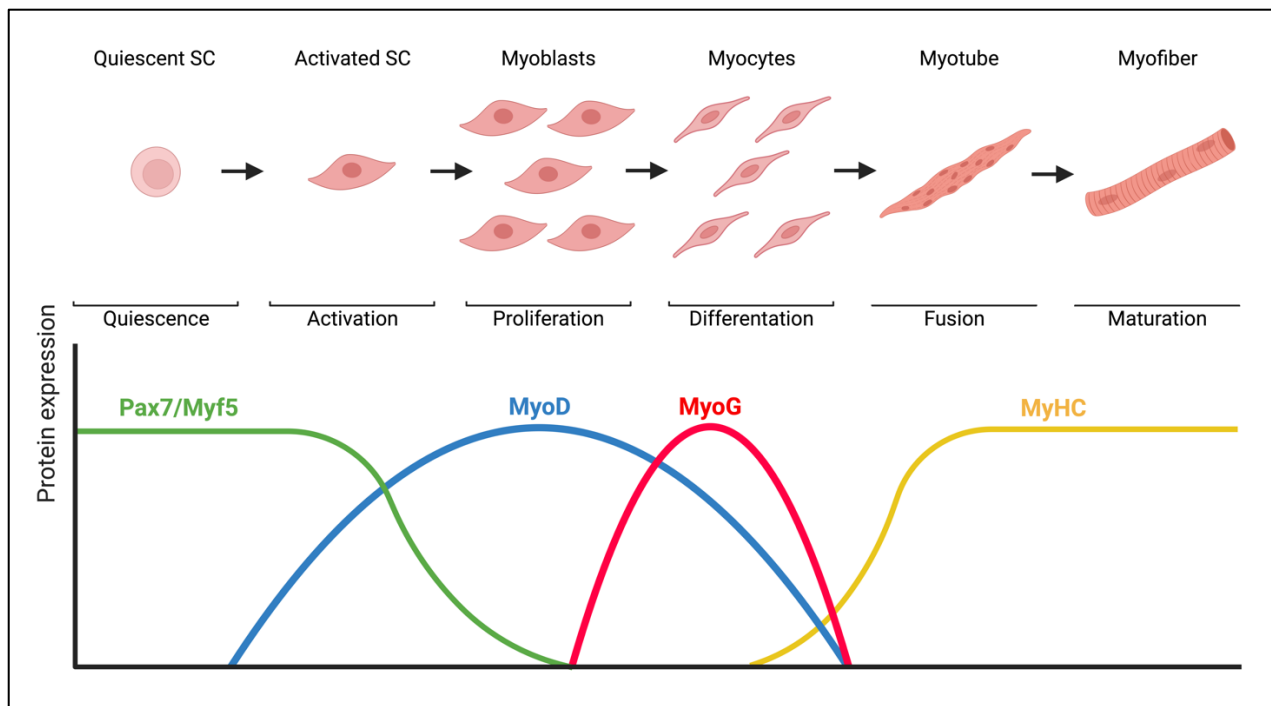 Quiescent SC
Activated SC
Myoblasts
Myocytes
Myotube
Myofiber
Quiescence
Activation
Proliferation
Differentation
Fusion
Maturation
Protein expression
Pax7/Myf5
MyoD
MyoG
MyHC